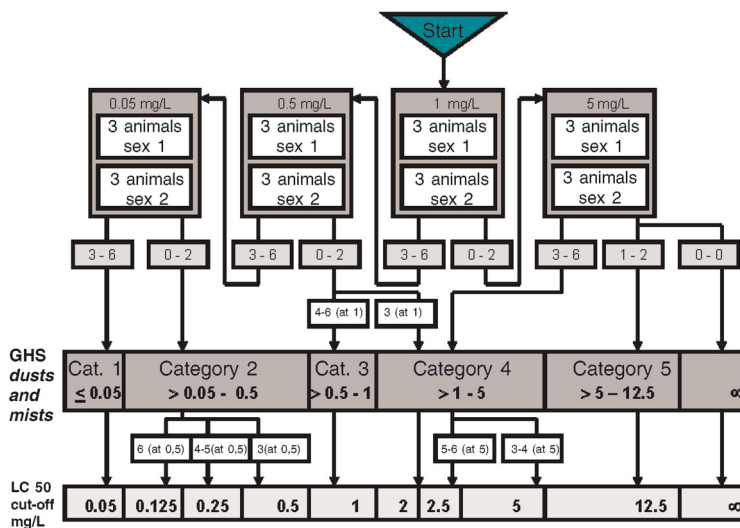 Start
0.05 mg/L
0.5 mg/L
1 mg/L
5 mg/L
3 animals
sex 1
3 animals
sex 1
3 animals
sex 1
3 animals
sex 1
3 animals
sex 2
3 animals
sex 2
3 animals
sex 2
3 animals
sex 2
3 - 6
0 - 2
3 - 6
0 - 2
3 - 6
0 - 2
3 - 6
1 - 2
0 - 0
4-6 (at 1)
3 (at 1)
GHS
dusts
and
mists
Cat. 1
≤ 0.05
Category 2
> 0.05 - 0.5
Cat. 3
> 0.5 - 1
Category 4
> 1 - 5
Category 5
> 5 – 12.5
∞
6 (at 0,5)
4-5(at 0,5)
3(at 0,5)
5-6 (at 5)
3-4 (at 5)
LC 50
cut-off
mg/L
0.05
0.125
0.25
0.5
1
2
2.5
5
12.5
∞